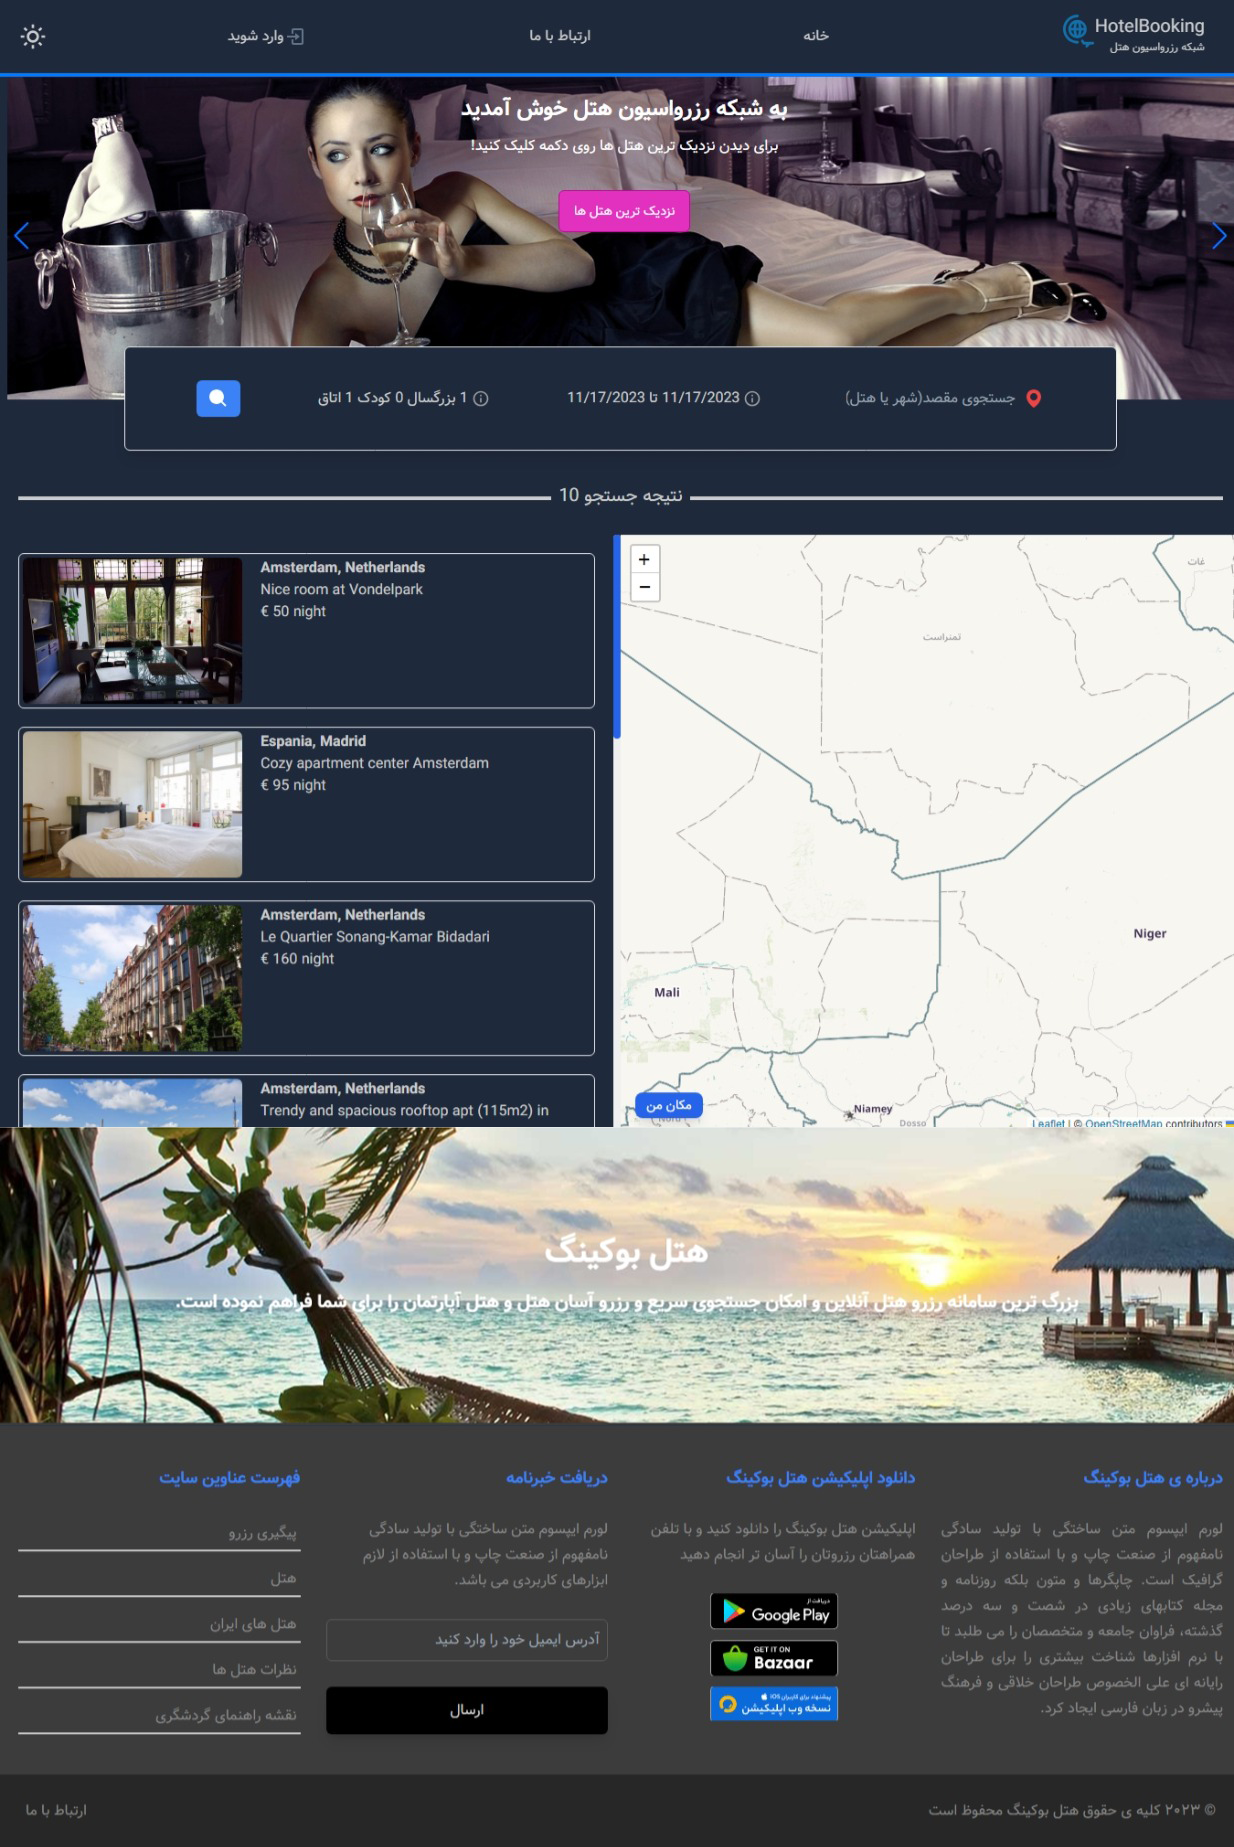 HotelBooking
شبکه رزرواسیون هتل
خانه
ارتباط با ما
وارد شوید
به شبکه رزرواسیون هتل خوش آمدید
برای دیدن نزدیک ترین هتل ها روی دکمه کلیک کنید!
نزدیک ترین هتل ها
جستجوی مقصد(شهر یا هتل)
11/17/2023 تا 11/17/2023
1 بزرگسال 0 کودک 1 اتاق
نتیجه جستجو 10
Amsterdam, Netherlands
Nice room at Vondelpark
€ 50 night
Espania, Madrid
Cozy apartment center Amsterdam
€ 95 night
Amsterdam, Netherlands
Le Quartier Sonang-Kamar Bidadari
€ 160 night
Amsterdam, Netherlands
Trendy and spacious rooftop apt (115m2) in
+
−
غات
تمنراست
Niger
Mali
مکان من
Niamey
Dosso
Leaflet | © OpenStreetMap contributors
هتل بوکینگ
بزرگ ترین سامانه رزرو هتل آنلاین و امکان جستجوی سریع و رزرو آسان هتل و هتل آپارتمان را برای شما فراهم نموده است.
درباره ی هتل بوکینگ
لورم ایپسوم متن ساختگی با تولید سادگی
نامفهوم از صنعت چاپ و با استفاده از طراحان
گرافیک است. چاپگرها و متون بلکه روزنامه و
مجله کتابهای زیادی در شصت و سه درصد
گذشته، فراوان جامعه و متخصصان را می طلبد تا
با نرم افزارها شناخت بیشتری را برای طراحان
رایانه ای علی الخصوص طراحان خلاقی و فرهنگ
پیشرو در زبان فارسی ایجاد کرد.
دانلود اپلیکیشن هتل بوکینگ
اپلیکیشن هتل بوکینگ را دانلود کنید و با تلفن
همراهتان رزروتان را آسان تر انجام دهید
دریافت از
Google Play
GET IT ON
Bazaar
پیشنهاد برای کاربران iOS
نسخه وب اپلیکیشن
دریافت خبرنامه
لورم ایپسوم متن ساختگی با تولید سادگی
نامفهوم از صنعت چاپ و با استفاده از لازم
ابزارهای کاربردی می باشد.
آدرس ایمیل خود را وارد کنید
ارسال
فهرست عناوین سایت
پیگیری رزرو
هتل
هتل های ایران
نظرات هتل ها
نقشه راهنمای گردشگری
© ۲۰۲۳ کلیه ی حقوق هتل بوکینگ محفوظ است
ارتباط با ما